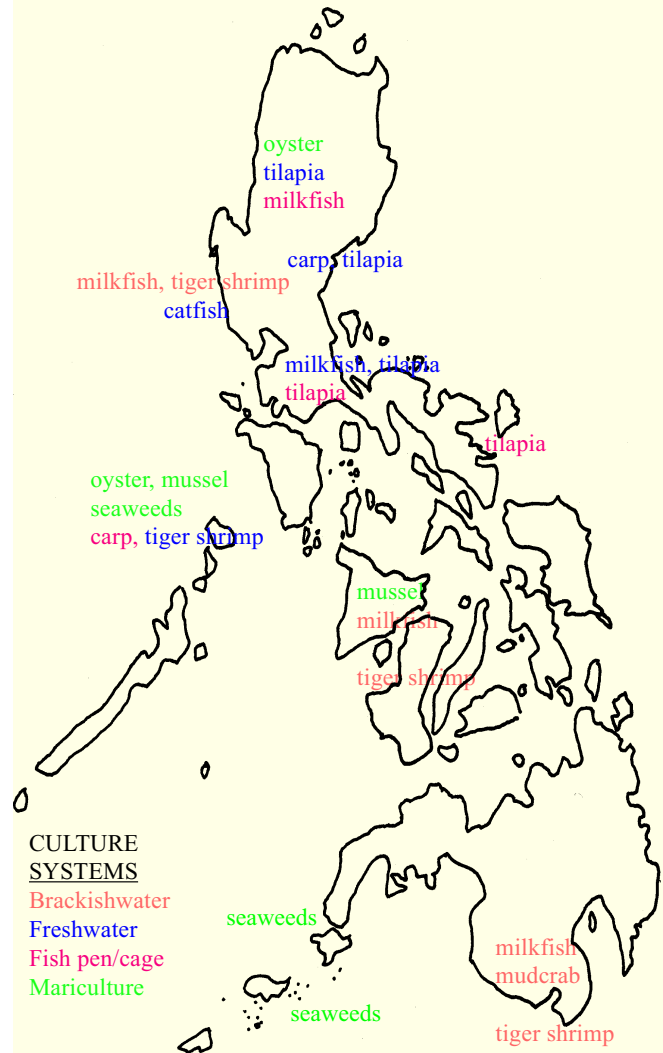 oyster
tilapia
milkfish
carp, tilapia
milkfish, tiger shrimp
catfish
milkfish, tilapia
tilapia
tilapia
oyster, mussel
seaweeds
carp, tiger shrimp
mussel
milkfish
tiger shrimp
CULTURE
SYSTEMS
Brackishwater
Freshwater
Fish pen/cage
Mariculture
seaweeds
seaweeds
milkfish
mudcrab
tiger shrimp